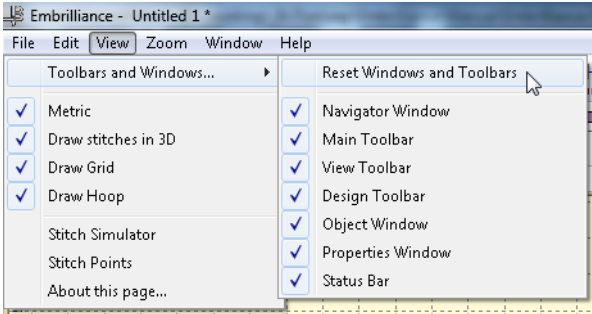 Embrilliance - Untitled 1 *
File Edit View Zoom Window Help
Toolbars and Windows...
Metric
Draw stitches in 3D
Draw Grid
Draw Hoop
Stitch Simulator
Stitch Points
About this page...
Reset Windows and Toolbars
Navigator Window
Main Toolbar
View Toolbar
Design Toolbar
Object Window
Properties Window
Status Bar